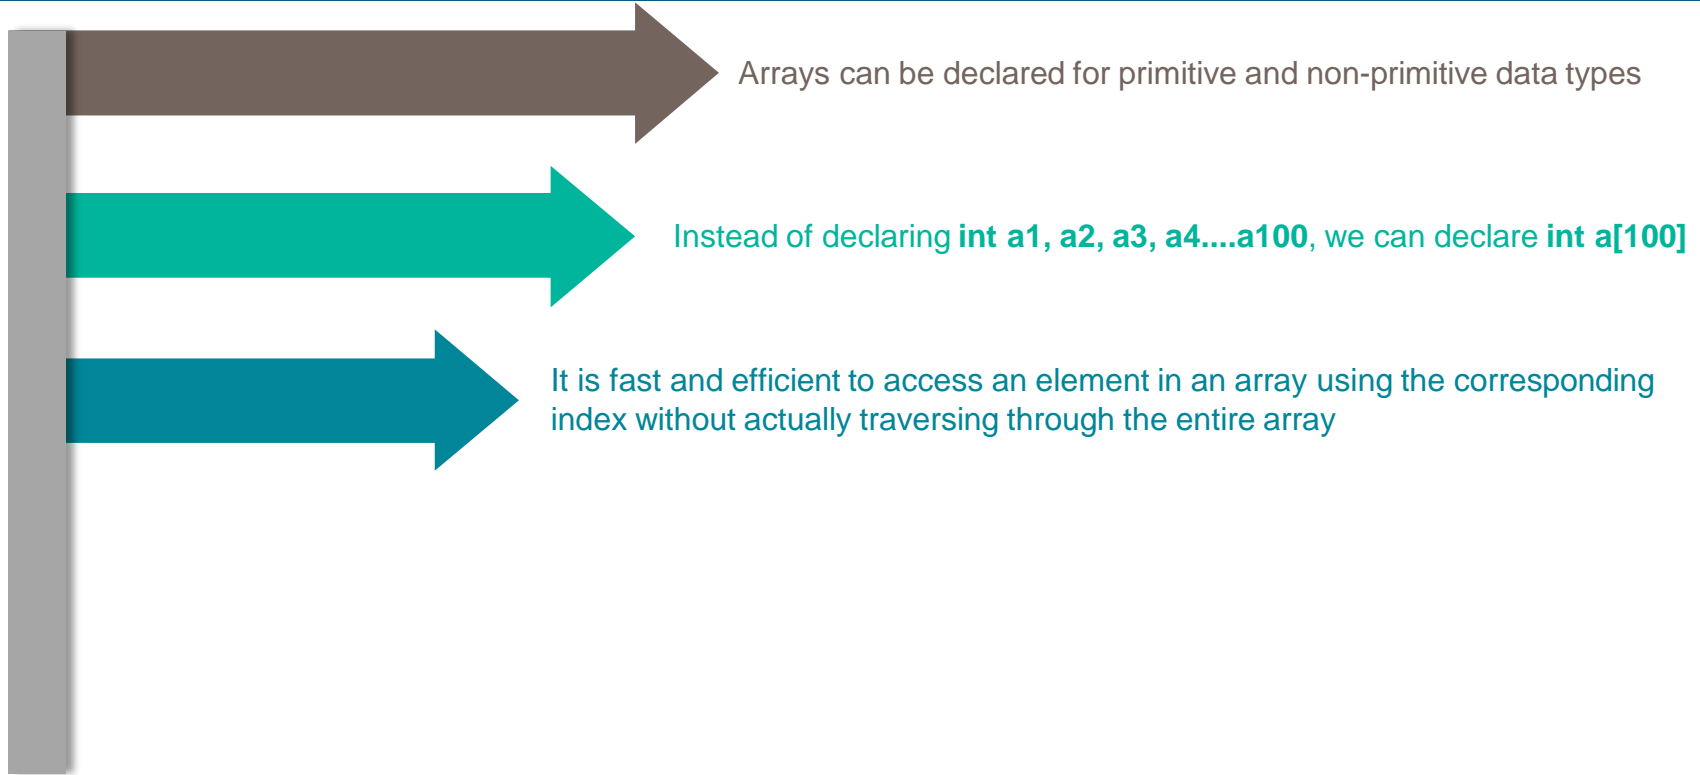 Arrays can be declared for primitive and non-primitive data types
Instead of declaring int a1, a2, a3, a4....a100, we can declare int a[100]
It is fast and efficient to access an element in an array using the corresponding
index without actually traversing through the entire array